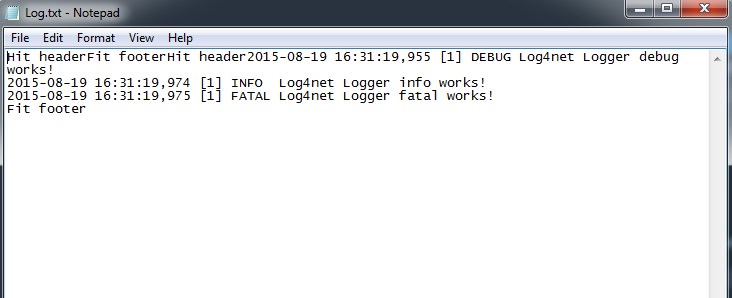 Log.txt - Notepad
File Edit Format View Help
Hit headerFit footerHit header2015-08-19 16:31:19,955 [1] DEBUG Log4net Logger debug
works!
2015-08-19 16:31:19,974 [1] INFO  Log4net Logger info works!
2015-08-19 16:31:19,975 [1] FATAL Log4net Logger fatal works!
Fit footer